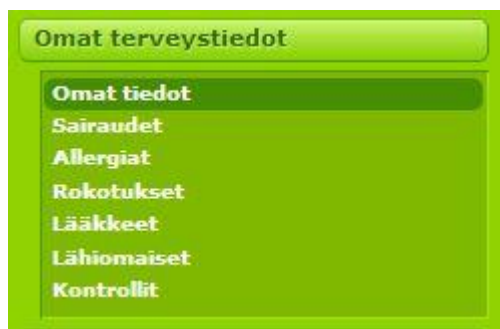 Omat terveystiedot
Omat tiedot
Sairaudet
Allergiat
Rokotukset
Lääkkeet
Lähiomaiset
Kontrollit